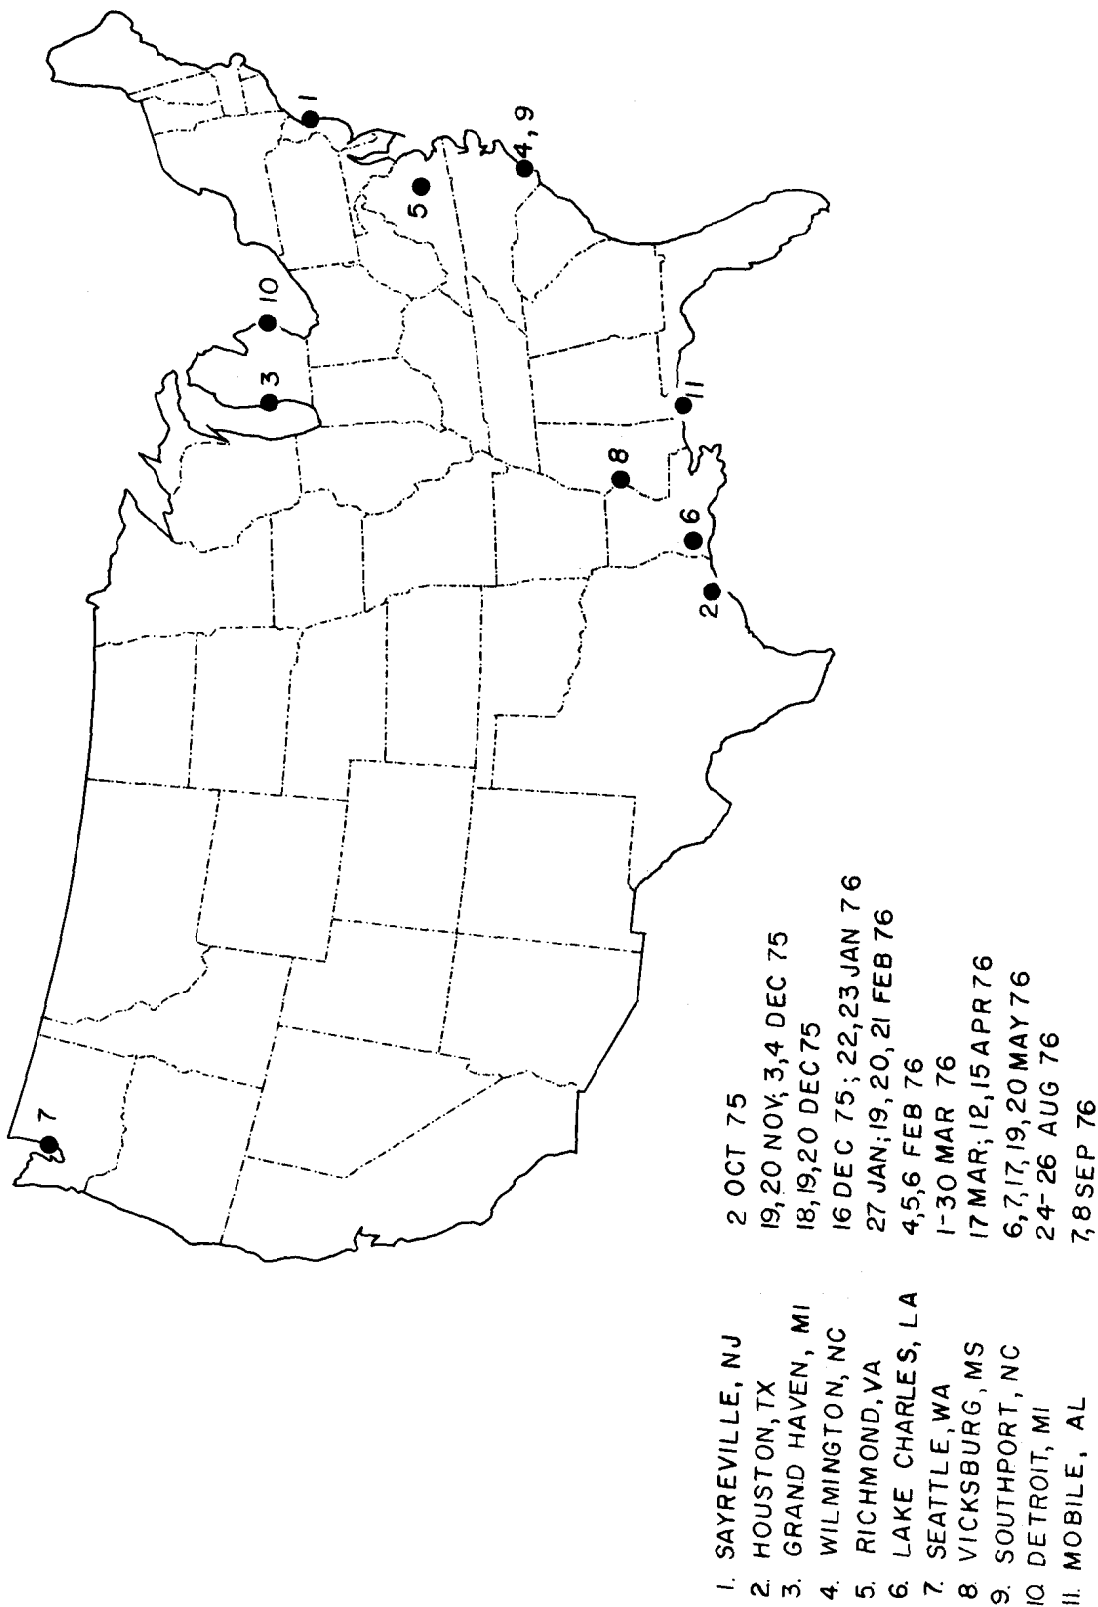 7
3
10
1
5
4, 9
8
6
2
11
1. SAYREVILLE, NJ 2 OCT 75
2. HOUSTON, TX 19, 20 NOV; 3, 4 DEC 75
3. GRAND HAVEN, MI 18, 19, 20 DEC 75
4. WILMINGTON, NC 16 DEC 75; 22, 23 JAN 76
5. RICHMOND, VA 27 JAN; 19, 20, 21 FEB 76
6. LAKE CHARLES, LA 4, 5, 6 FEB 76
7. SEATTLE, WA 1-30 MAR 76
8. VICKSBURG, MS 17 MAR; 12, 15 APR 76
9. SOUTHPORT, NC 6, 7, 17, 19, 20 MAY 76
10. DETROIT, MI 24-26 AUG 76
11. MOBILE, AL 7, 8 SEP 76